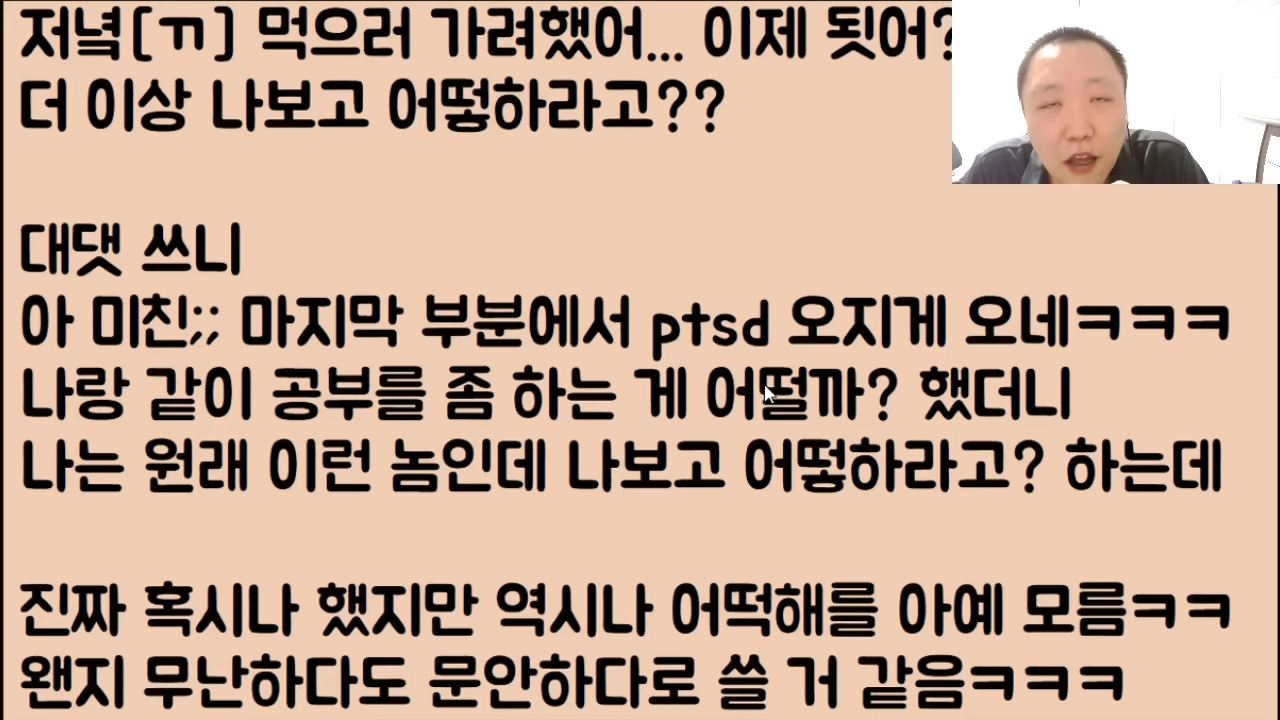 저녘[ㄲ] 먹으러 가려했어... 이제 됫어?
더 이상 나보고 어떻하라고??
대댓 쓰니
아 미친;; 마지막 부분에서 ptsd 오지게 오네ㅋㅋㅋ
나랑 같이 공부를 좀 하는 게 어떨까? 했더니
나는 원래 이런 놈인데 나보고 어떻하라고? 하는데
진짜 혹시나 했지만 역시나 어떡해를 아예 모름ㅋㅋ
왠지 무난하다도 문안하다로 쓸 거 같음ㅋㅋㅋ